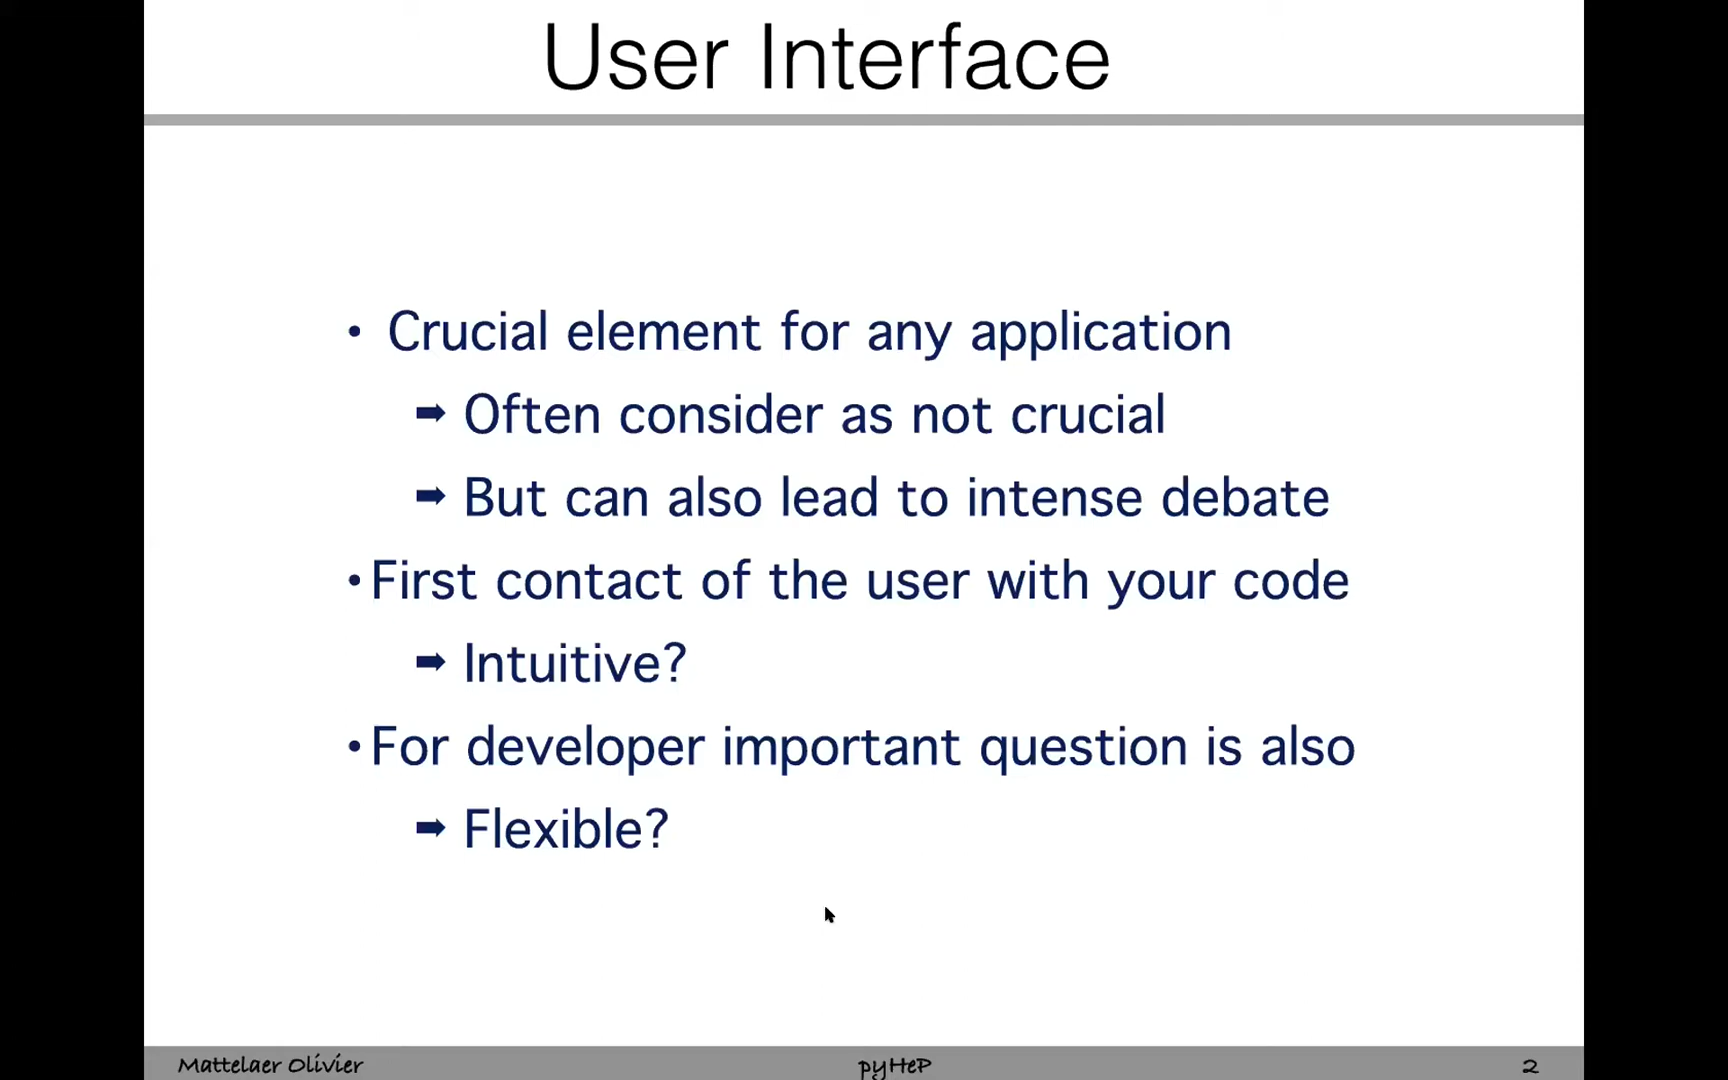 User Interface
• Crucial element for any application
➡ Often consider as not crucial
➡ But can also lead to intense debate
• First contact of the user with your code
➡ Intuitive?
• For developer important question is also
➡ Flexible?
Mattelaer Olivier pyHeP 2